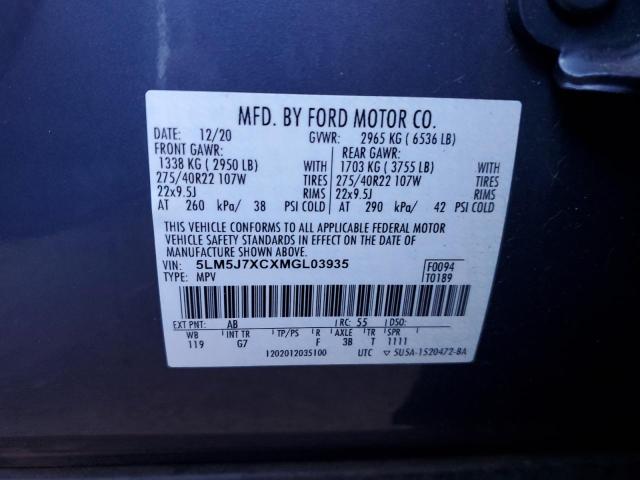 MFD. BY FORD MOTOR CO.
DATE: 12/20 GVWR: 2965 KG ( 6536 LB)
FRONT GAWR: REAR GAWR:
1338 KG ( 2950 LB) WITH 1703 KG ( 3755 LB) WITH
275/40R22 107W TIRES 275/40R22 107W TIRES
22x9.5J RIMS 22x9.5J RIMS
AT 260 kPa/ 38 PSI COLD AT 290 kPa/ 42 PSI COLD
THIS VEHICLE CONFORMS TO ALL APPLICABLE FEDERAL MOTOR
VEHICLE SAFETY STANDARDS IN EFFECT ON THE DATE OF
MANUFACTURE SHOWN ABOVE.
VIN: 5LM5J7XCXMGL03935 F0094
TYPE: MPV T0189
EXT PNT: AB RC: 55 DSO:
WB INT TR TP/PS R AXLE TR SPR
119 G7 F 3B T 1111
1202012035100 UTC ▽ 5U5A-1520472-BA